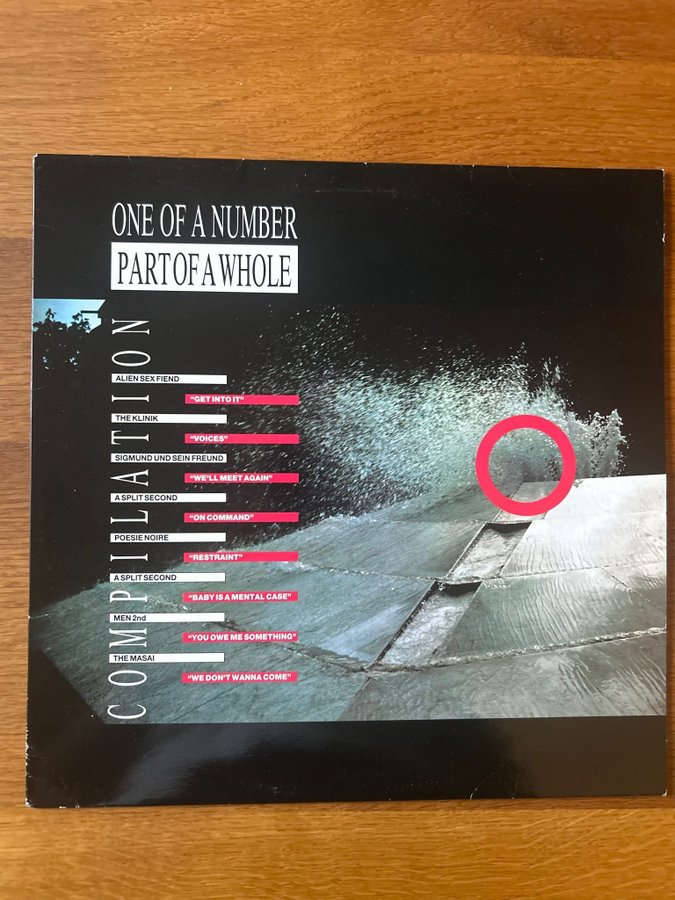 ONE OF A NUMBER
PART OF A WHOLE
COMPILATION
ALIEN SEX FIEND
"GET INTO IT"
THE KLINIK
"VOICES"
SIGMUND UND SEIN FREUND
"WE'LL MEET AGAIN"
A SPLIT SECOND
"ON COMMAND"
POESIE NOIRE
"RESTRAINT"
A SPLIT SECOND
"BABY IS A MENTAL CASE"
MEN 2nd
"YOU OWE ME SOMETHING"
THE MASAI
"WE DON'T WANNA COME"